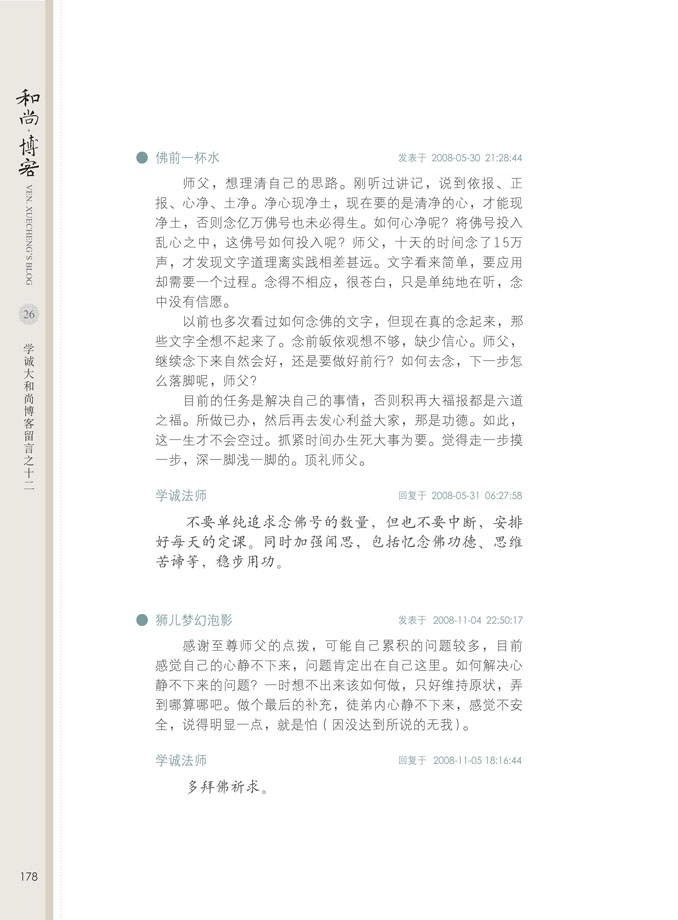 和尚·博客
VEN. XUECHENG'S BLOG
26
学诚大和尚博客留言之十二
佛前一杯水 发表于 2008-05-30 21:28:44
师父，想理清自己的思路。刚听过讲记，说到依报、正
报、心净、土净。净心现净土，现在要的是清净的心，才能现
净土，否则念亿万佛号也未必得生。如何心净呢？将佛号投入
乱心之中，这佛号如何投入呢？师父，十天的时间念了15万
声，才发现文字道理离实践相差甚远。文字看来简单，要应用
却需要一个过程。念得不相应，很苍白，只是单纯地在听，念
中没有信愿。
以前也多次看过如何念佛的文字，但现在真的念起来，那
些文字全想不起来了。念前皈依观想不够，缺少信心。师父，
继续念下来自然会好，还是要做好前行？如何去念，下一步怎
么落脚呢，师父？
目前的任务是解决自己的事情，否则积再大福报都是六道
之福。所做已办，然后再去发心利益大家，那是功德。如此，
这一生才不会空过。抓紧时间办生死大事为要。觉得走一步摸
一步，深一脚浅一脚的。顶礼师父。
学诚法师 回复于 2008-05-31 06:27:58
不要单纯追求念佛号的数量，但也不要中断，安排
好每天的定课。同时加强闻思，包括忆念佛功德、思维
苦谛等，稳步用功。
狮儿梦幻泡影 发表于 2008-11-04 22:50:17
感谢至尊师父的点拨，可能自己累积的问题较多，目前
感觉自己的心静不下来，问题肯定出在自己这里。如何解决心
静不下来的问题？一时想不出来该如何做，只好维持原状，弄
到哪算哪吧。做个最后的补充，徒弟内心静不下来，感觉不安
全，说得明显一点，就是怕（因没达到所说的无我）。
学诚法师 回复于 2008-11-05 18:16:44
多拜佛祈求。
178